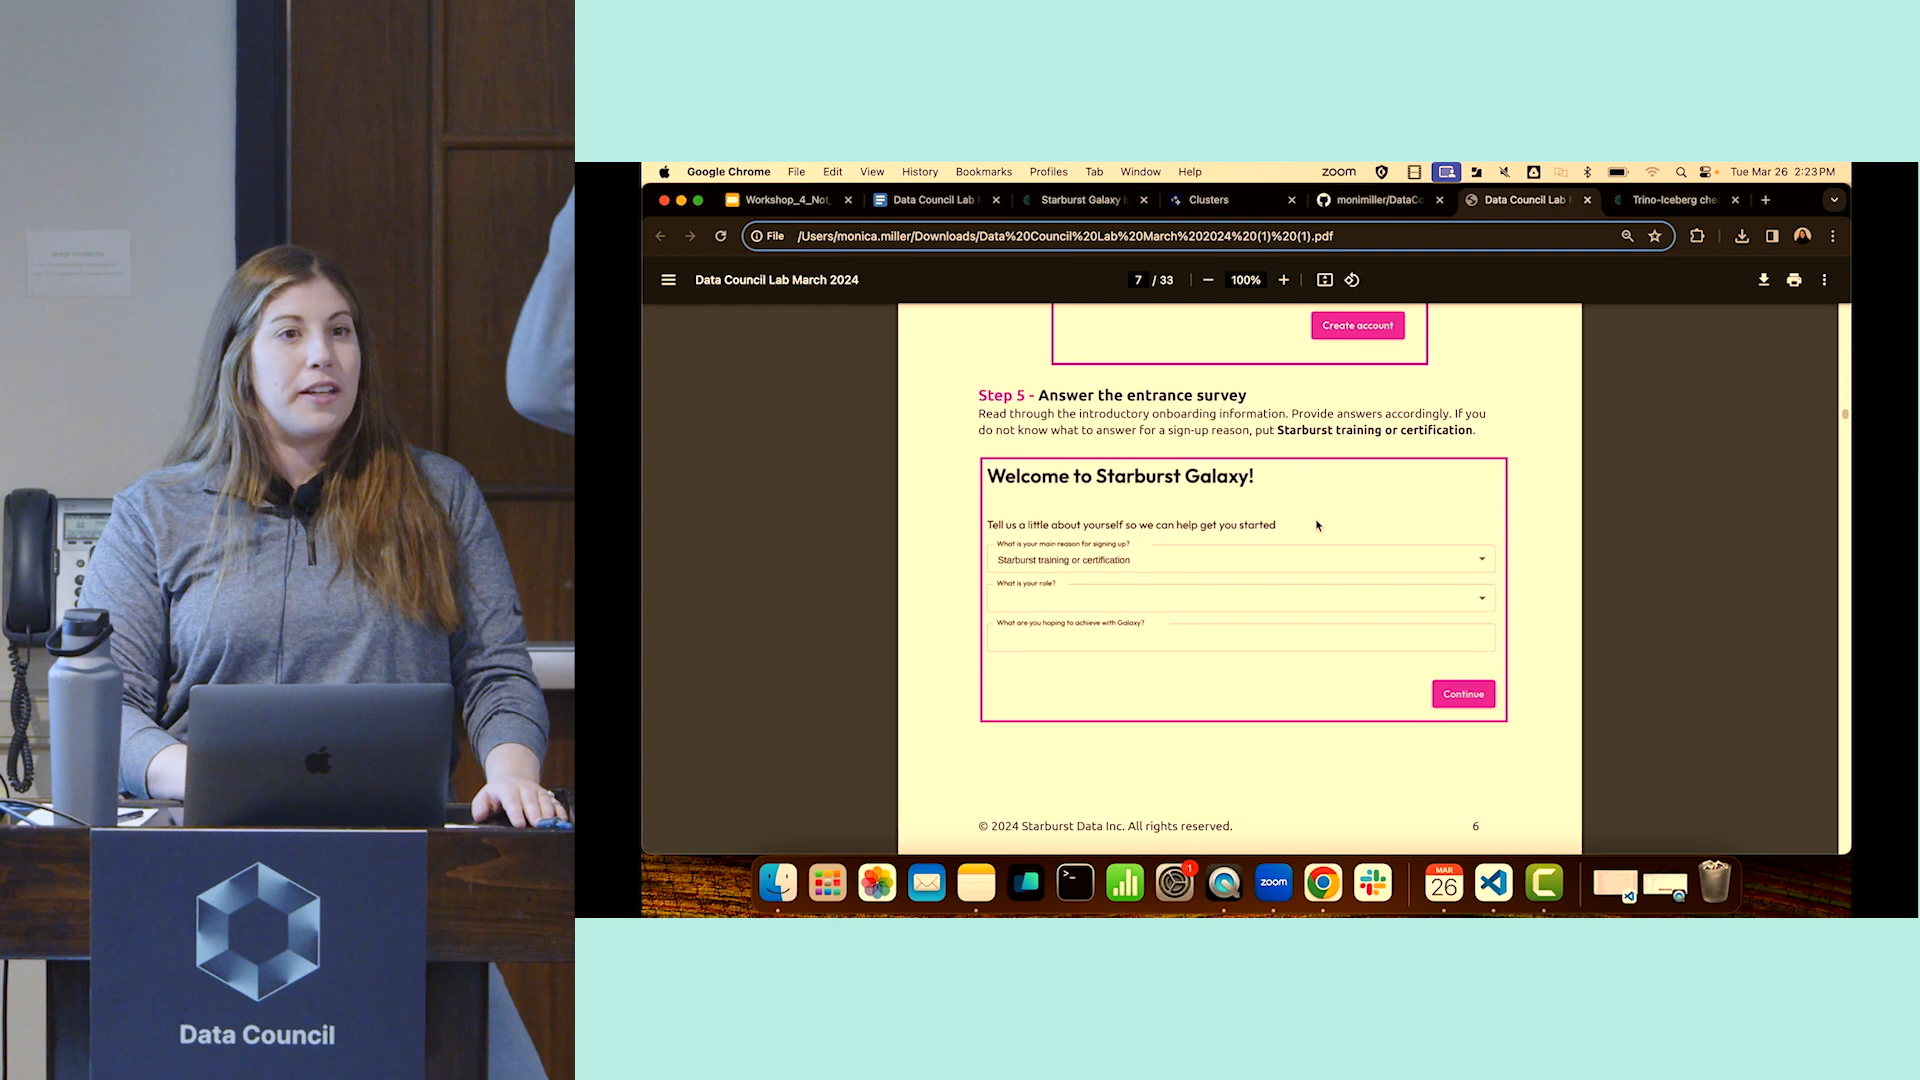 Data Council
Google Chrome File Edit View History Bookmarks Profiles Tab Window Help zoom Tue Mar 26 2:23 PM
Workshop_4_Not Data Council Lab Starburst Galaxy Clusters monimiller/DataCo Data Council Lab Trino-Iceberg che
File /Users/monica.miller/Downloads/Data%20Council%20Lab%20March%202024%20(1)%20(1).pdf
Data Council Lab March 2024 7 / 33 100%
Create account
Step 5 - Answer the entrance survey
Read through the introductory onboarding information. Provide answers accordingly. If you
do not know what to answer for a sign-up reason, put Starburst training or certification.
Welcome to Starburst Galaxy!
Tell us a little about yourself so we can help get you started
What is your main reason for signing up?
Starburst training or certification
What is your role?
What are you hoping to achieve with Galaxy?
Continue
© 2024 Starburst Data Inc. All rights reserved. 6
1
zoom
MAR
26